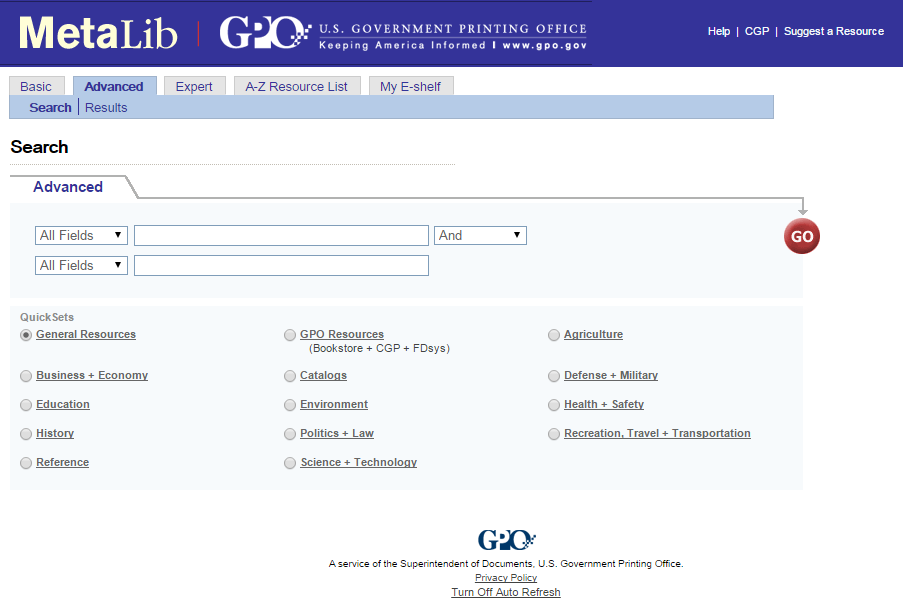 MetaLib | GPO U.S. GOVERNMENT PRINTING OFFICE
Keeping America Informed | www.gpo.gov
Help | CGP | Suggest a Resource
Basic Advanced Expert A-Z Resource List My E-shelf
Search | Results
Search
Advanced
All Fields And
GO
All Fields
QuickSets
General Resources GPO Resources Agriculture
(Bookstore + CGP + FDsys)
Business + Economy Catalogs Defense + Military
Education Environment Health + Safety
History Politics + Law Recreation, Travel + Transportation
Reference Science + Technology
GPO
A service of the Superintendent of Documents, U.S. Government Printing Office.
Privacy Policy
Turn Off Auto Refresh